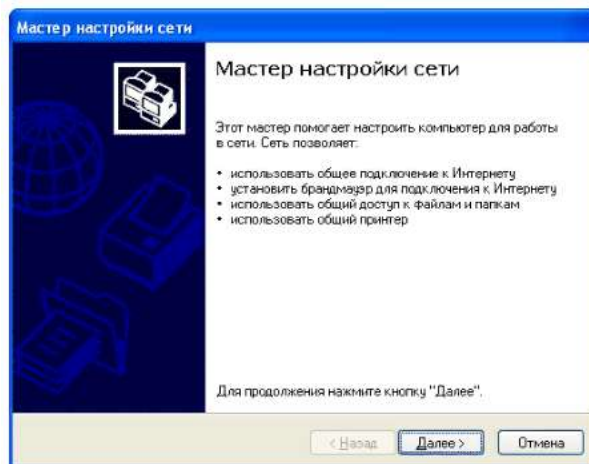 Мастер настройки сети
Мастер настройки сети
Этот мастер помогает настроить компьютер для работы
в сети. Сеть позволяет:
• использовать общее подключение к Интернету
• установить брандмауэр для подключения к Интернету
• использовать общий доступ к файлам и папкам
• использовать общий принтер
Для продолжения нажмите кнопку "Далее".
< Назад Далее > Отмена